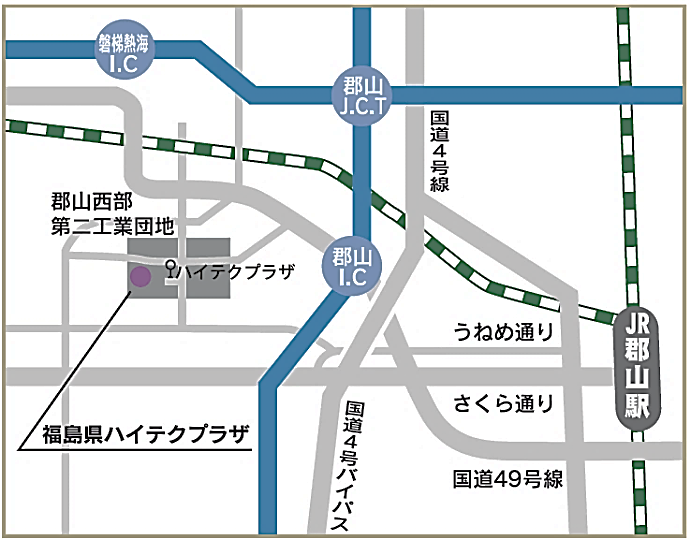 磐梯熱海
I.C
郡山
J.C.T
国道4号線
郡山西部
第二工業団地
ハイテクプラザ
郡山
I.C
うねめ通り
JR郡山駅
さくら通り
福島県ハイテクプラザ
国道4号バイパス
国道49号線